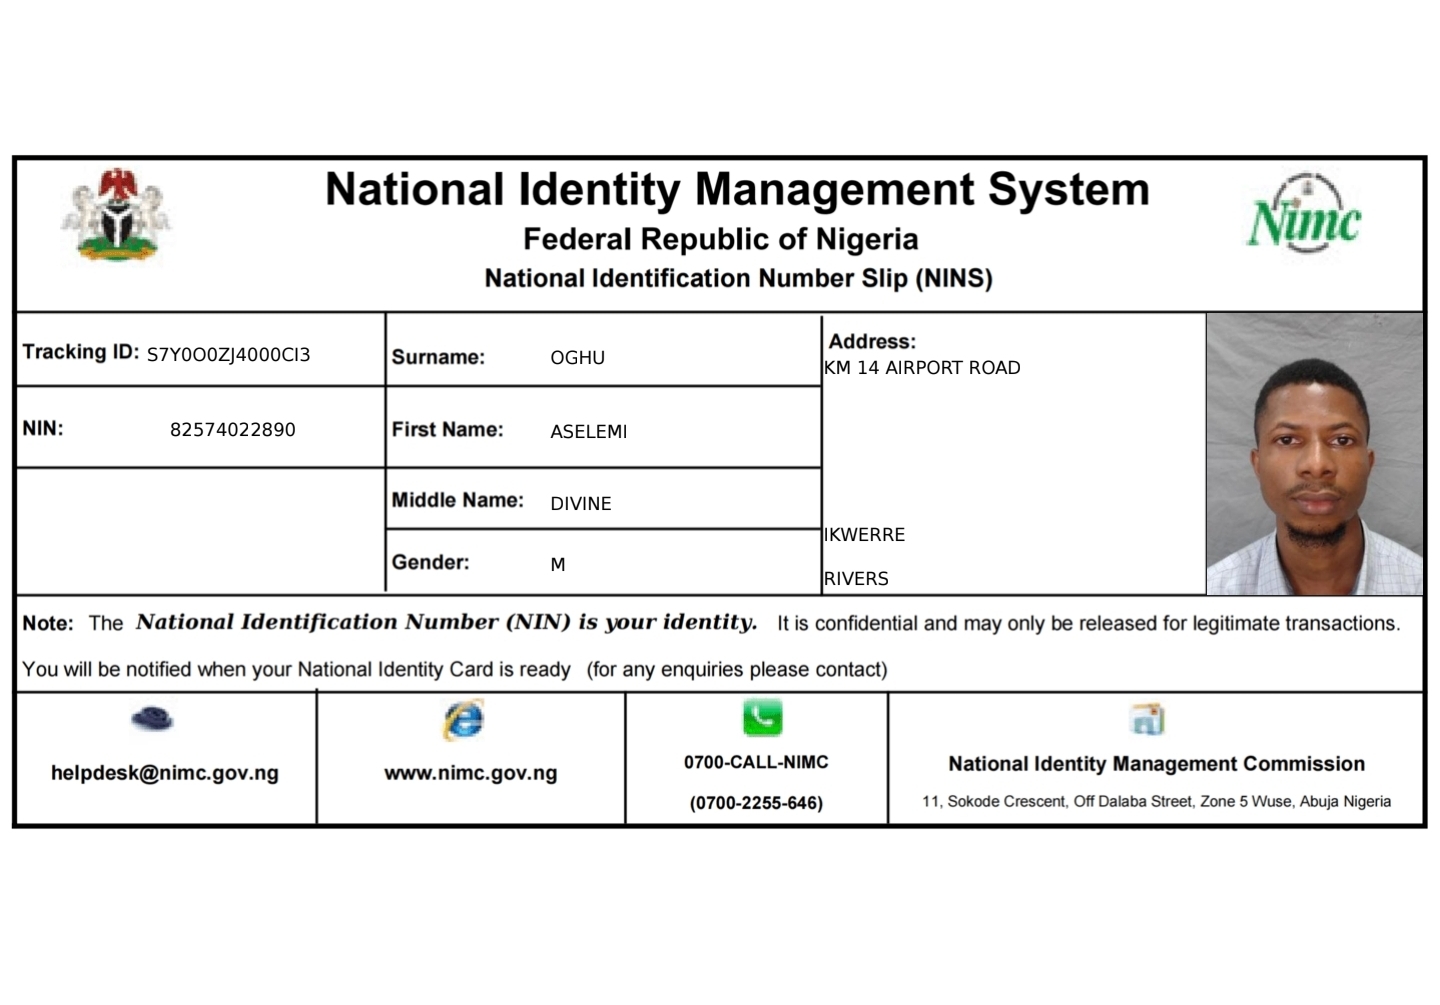 National Identity Management System
Federal Republic of Nigeria
National Identification Number Slip (NINS)
Nimc
Tracking ID: S7Y0O0ZJ4000CI3
NIN: 82574022890
Surname: OGHU
First Name: ASELEMI
Middle Name: DIVINE
Gender: M
Address:
KM 14 AIRPORT ROAD
IKWERRE
RIVERS
Note: The National Identification Number (NIN) is your identity. It is confidential and may only be released for legitimate transactions.
You will be notified when your National Identity Card is ready (for any enquiries please contact)
helpdesk@nimc.gov.ng
www.nimc.gov.ng
0700-CALL-NIMC
(0700-2255-646)
National Identity Management Commission
11, Sokode Crescent, Off Dalaba Street, Zone 5 Wuse, Abuja Nigeria